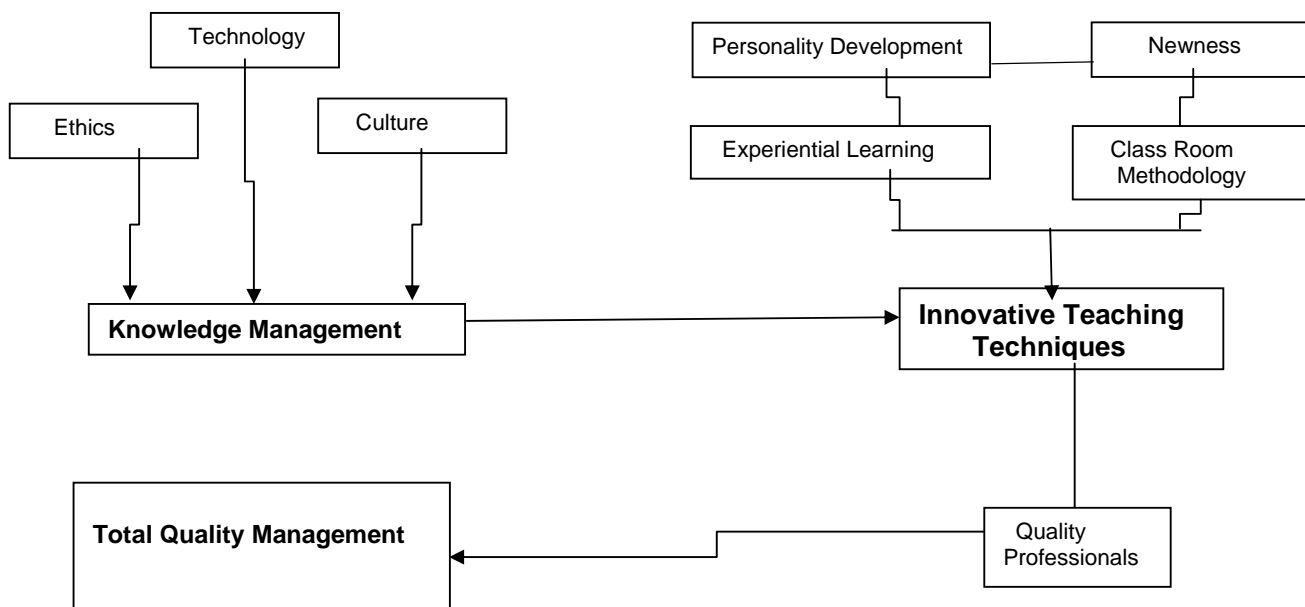 Technology
Personality Development
Newness
Ethics
Culture
Experiential Learning
Class Room
Methodology
Knowledge Management
Innovative Teaching
Techniques
Total Quality Management
Quality
Professionals